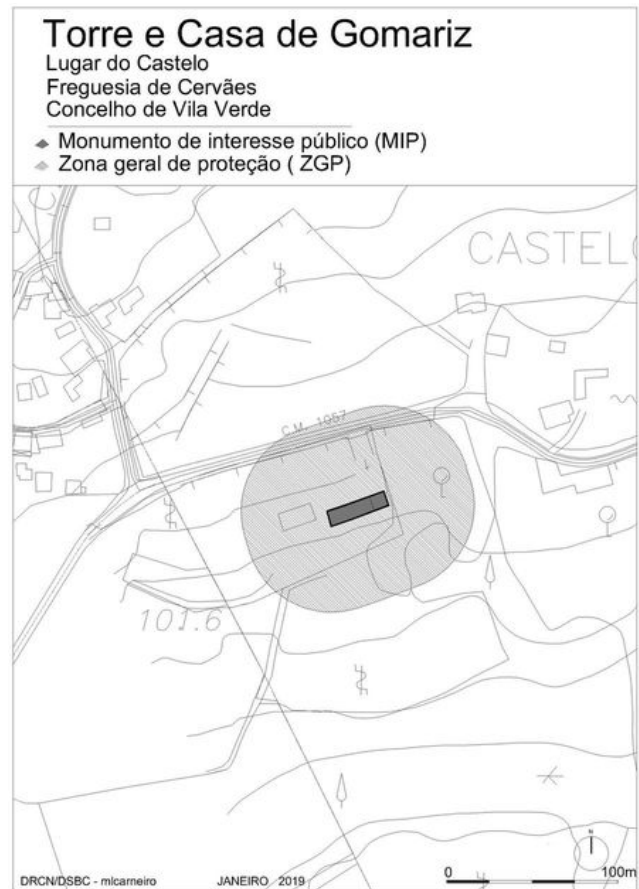 Torre e Casa de Gomariz
Lugar do Castelo
Freguesia de Cervães
Concelho de Vila Verde
Monumento de interesse público (MIP)
Zona geral de proteção ( ZGP)
CASTELO
C.M. 1057
101.6
N
0 100m
DRCN/DSBC - mlcarneiro JANEIRO 2019